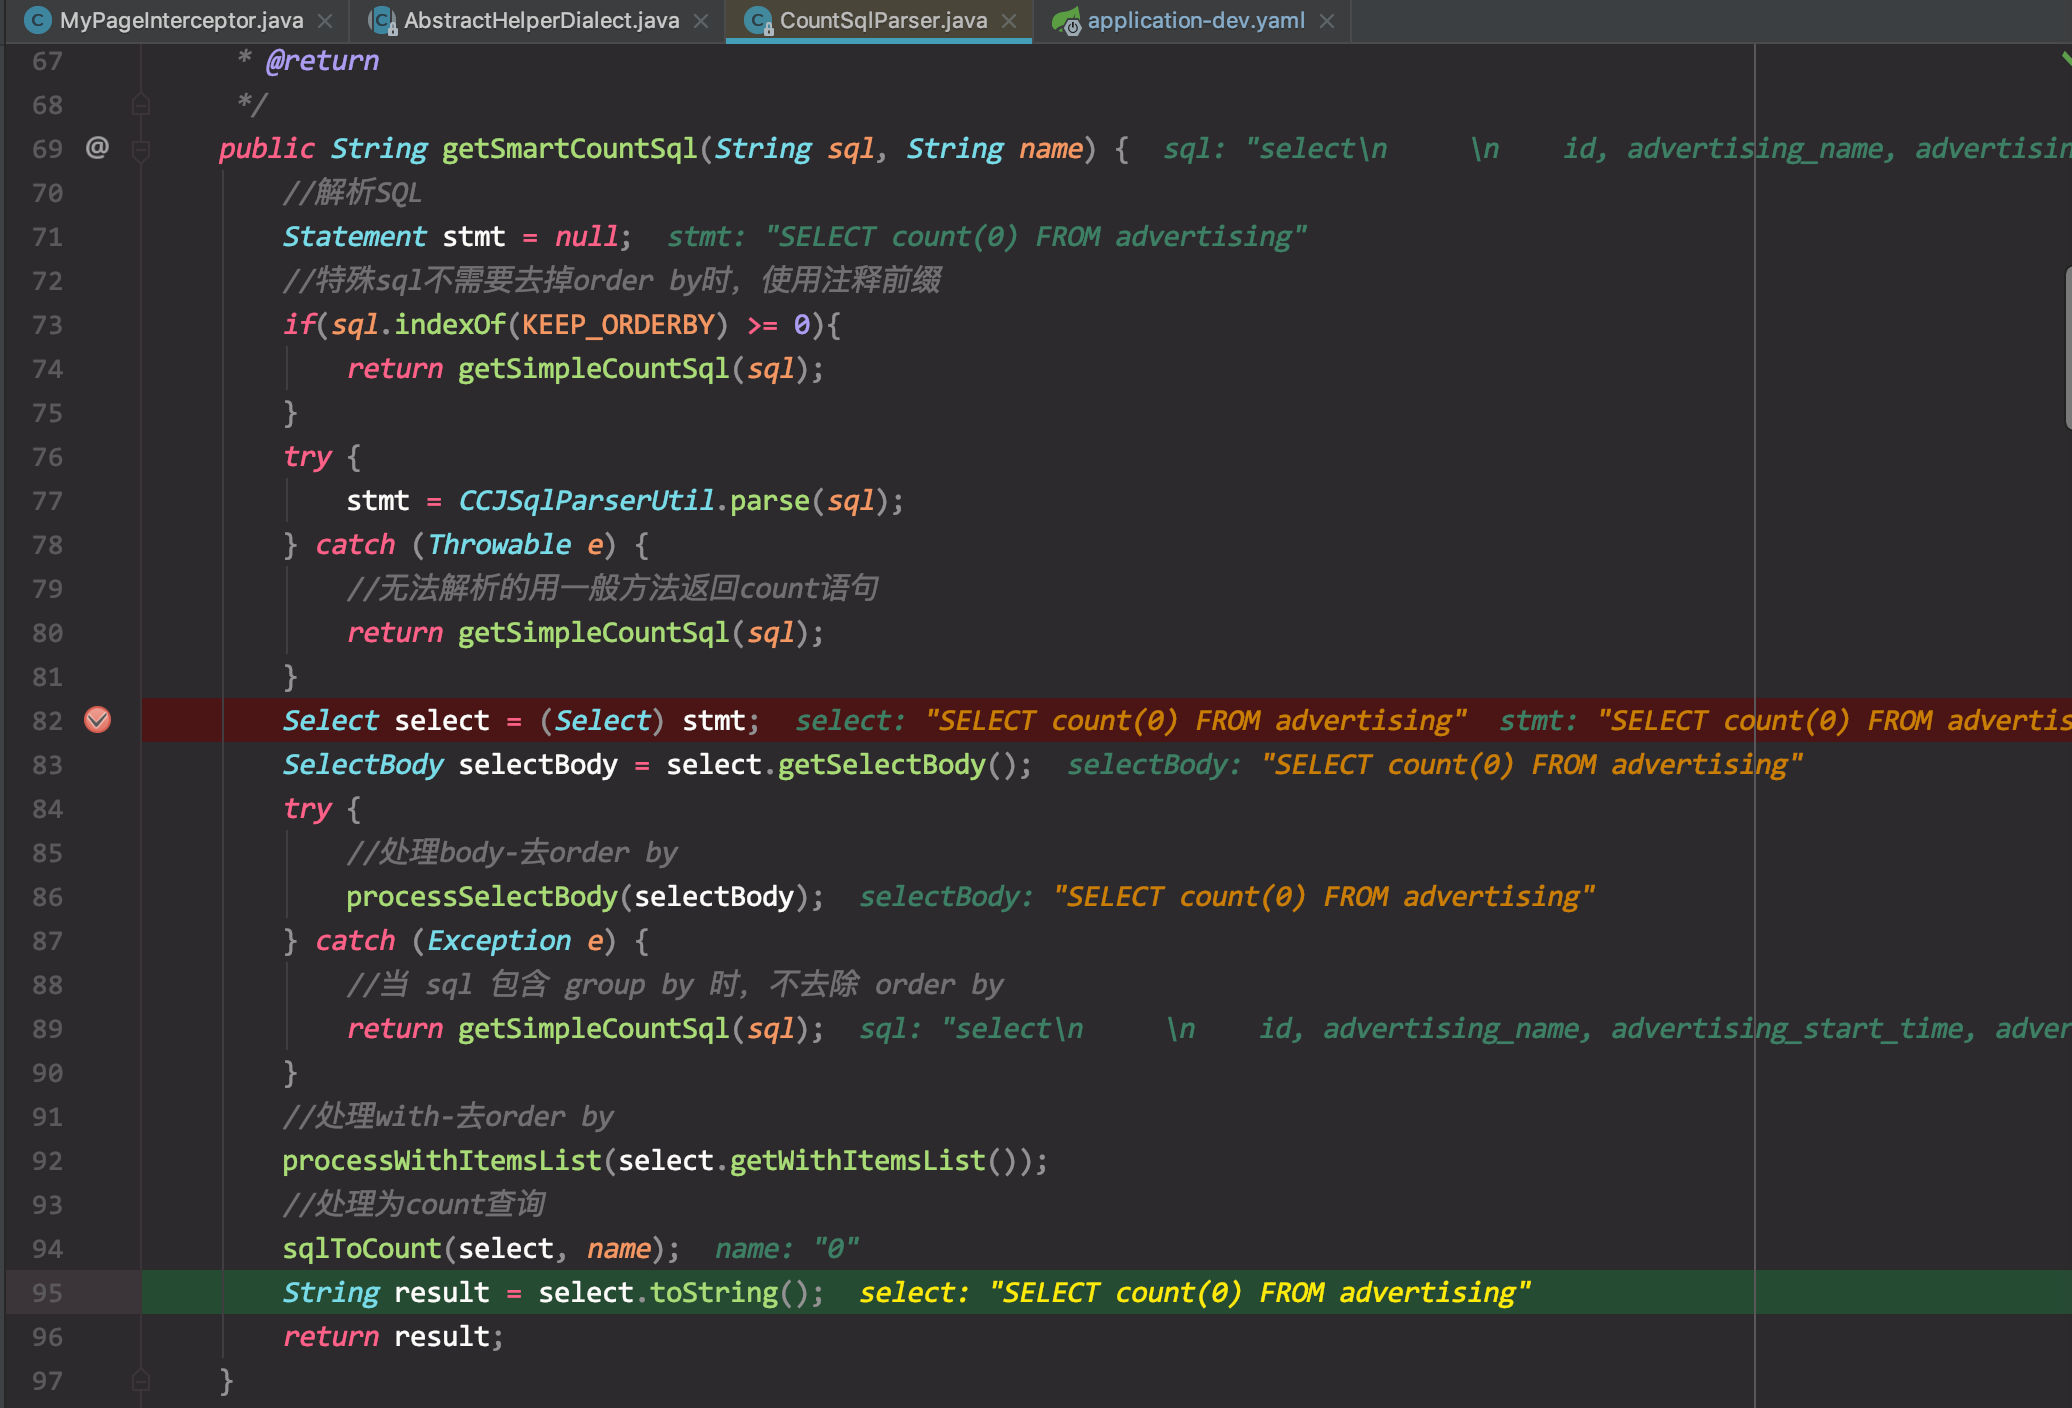 MyPageInterceptor.java AbstractHelperDialect.java CountSqlParser.java application-dev.yaml
67 * @return
68 */
69 @ public String getSmartCountSql(String sql, String name) { sql: "select\n \n id, advertising_name, advertisin
70 //解析SQL
71 Statement stmt = null; stmt: "SELECT count(0) FROM advertising"
72 //特殊sql不需要去掉order by时, 使用注释前缀
73 if(sql.indexOf(KEEP_ORDERBY) >= 0){
74 return getSimpleCountSql(sql);
75 }
76 try {
77 stmt = CCJSqlParserUtil.parse(sql);
78 } catch (Throwable e) {
79 //无法解析的用一般方法返回count语句
80 return getSimpleCountSql(sql);
81 }
82 Select select = (Select) stmt; select: "SELECT count(0) FROM advertising" stmt: "SELECT count(0) FROM advertis
83 SelectBody selectBody = select.getSelectBody(); selectBody: "SELECT count(0) FROM advertising"
84 try {
85 //处理body-去order by
86 processSelectBody(selectBody); selectBody: "SELECT count(0) FROM advertising"
87 } catch (Exception e) {
88 //当 sql 包含 group by 时, 不去除 order by
89 return getSimpleCountSql(sql); sql: "select\n \n id, advertising_name, advertising_start_time, adver
90 }
91 //处理with-去order by
92 processWithItemsList(select.getWithItemsList());
93 //处理为count查询
94 sqlToCount(select, name); name: "0"
95 String result = select.toString(); select: "SELECT count(0) FROM advertising"
96 return result;
97 }